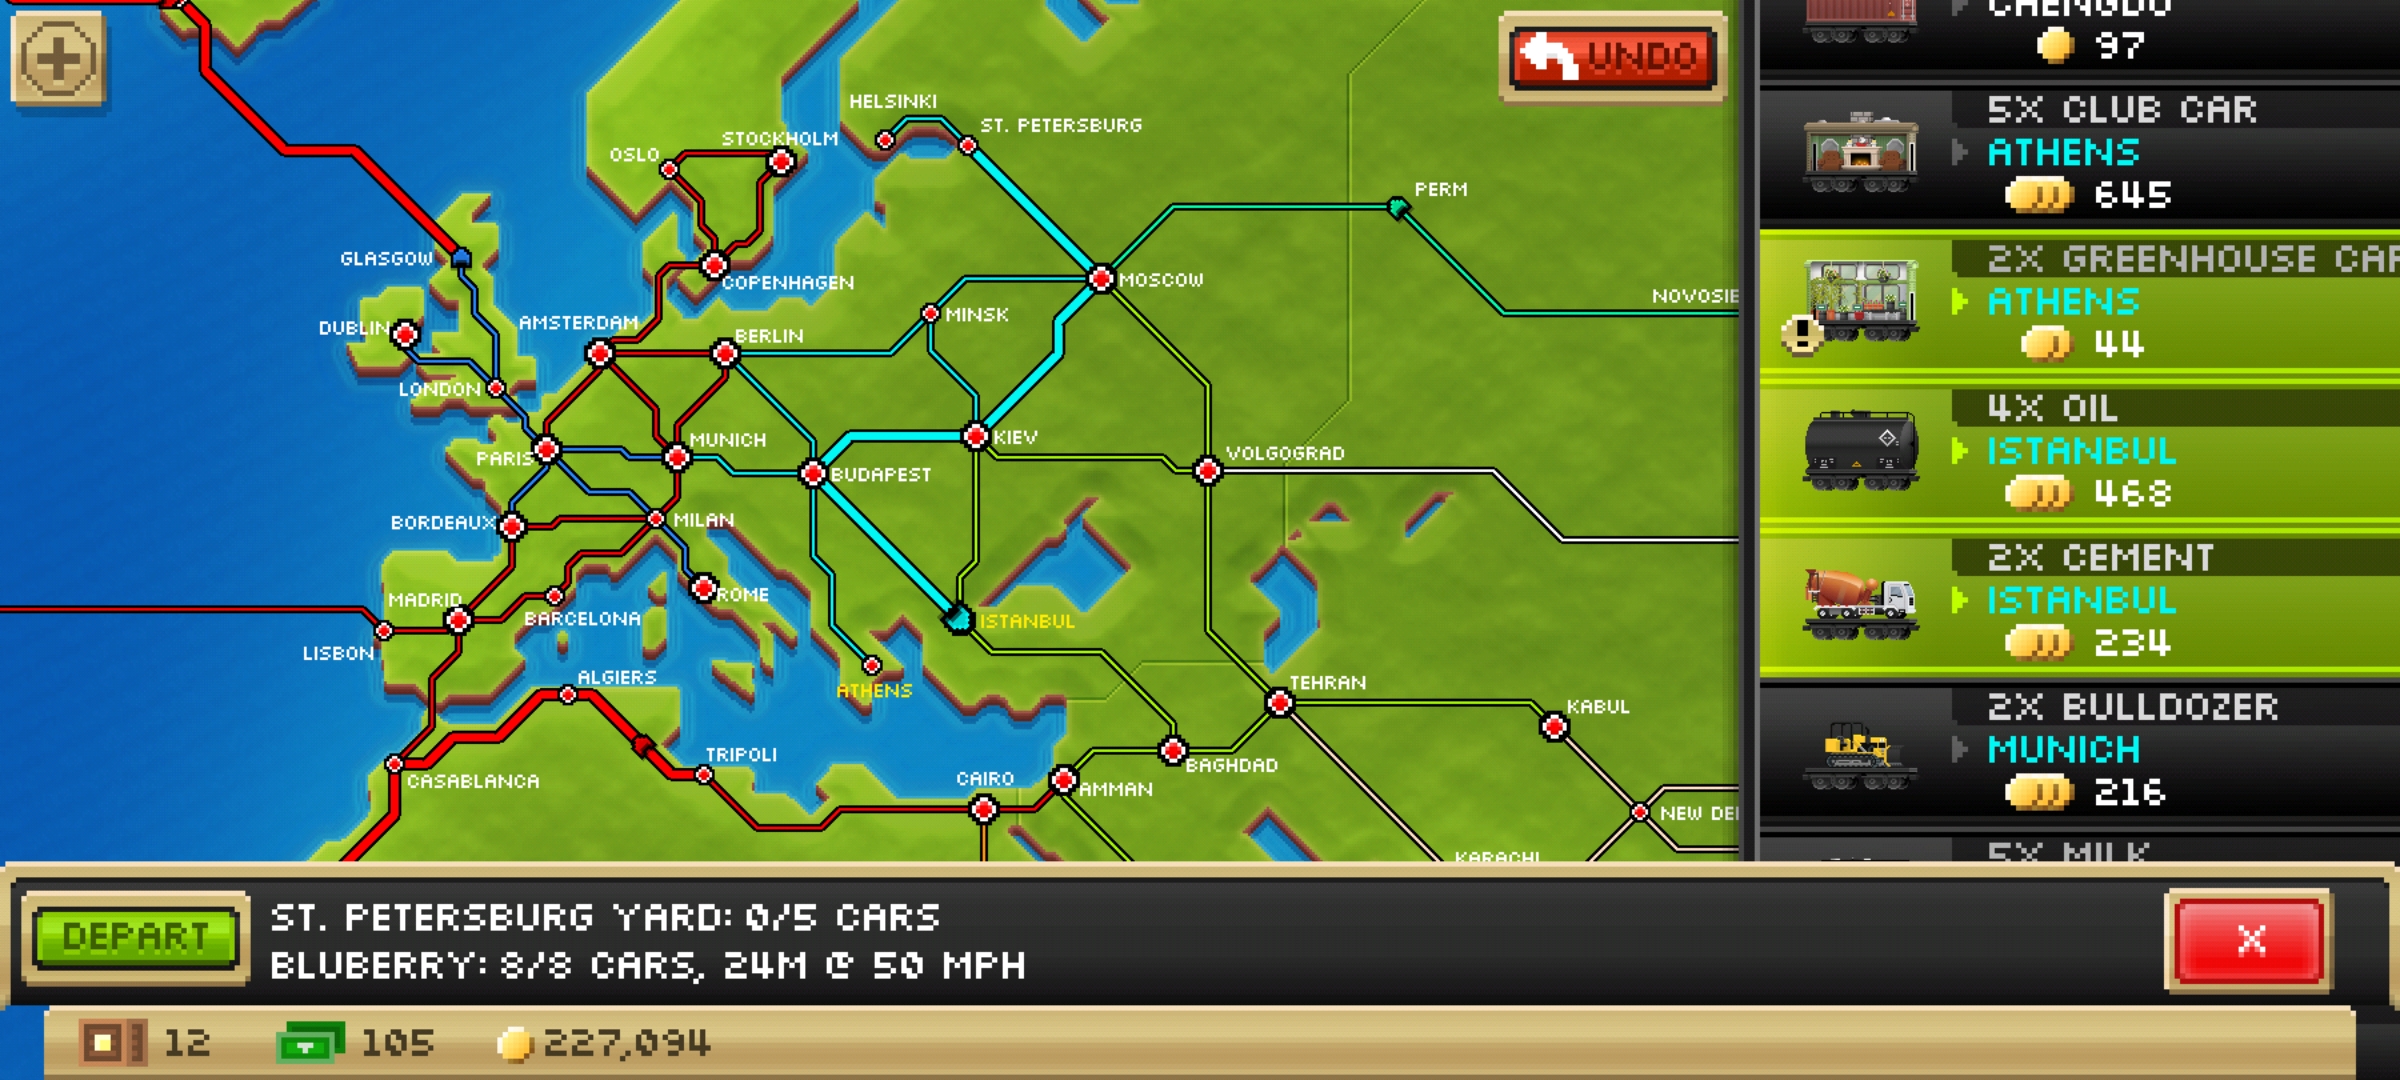 CHENGDU
97
UNDO
HELSINKI
ST. PETERSBURG
5X CLUB CAR
ATHENS
645
STOCKHOLM
OSLO
PERM
GLASGOW
COPENHAGEN
MOSCOW
NOVOSIB
2X GREENHOUSE CAR
ATHENS
44
MINSK
DUBLIN
AMSTERDAM
BERLIN
LONDON
4X OIL
ISTANBUL
468
MUNICH
KIEV
PARIS
BUDAPEST
VOLGOGRAD
BORDEAUX
MILAN
2X CEMENT
ISTANBUL
234
MADRID
ROME
BARCELONA
ISTANBUL
LISBON
ALGIERS
ATHENS
TEHRAN
KABUL
2X BULLDOZER
MUNICH
216
TRIPOLI
CASABLANCA
CAIRO
BAGHDAD
AMMAN
NEW DEL
KARACHI
5X MILK
DEPART
ST. PETERSBURG YARD: 0/5 CARS
BLUBERRY: 8/8 CARS, 24M @ 50 MPH
X
12
105
227,094